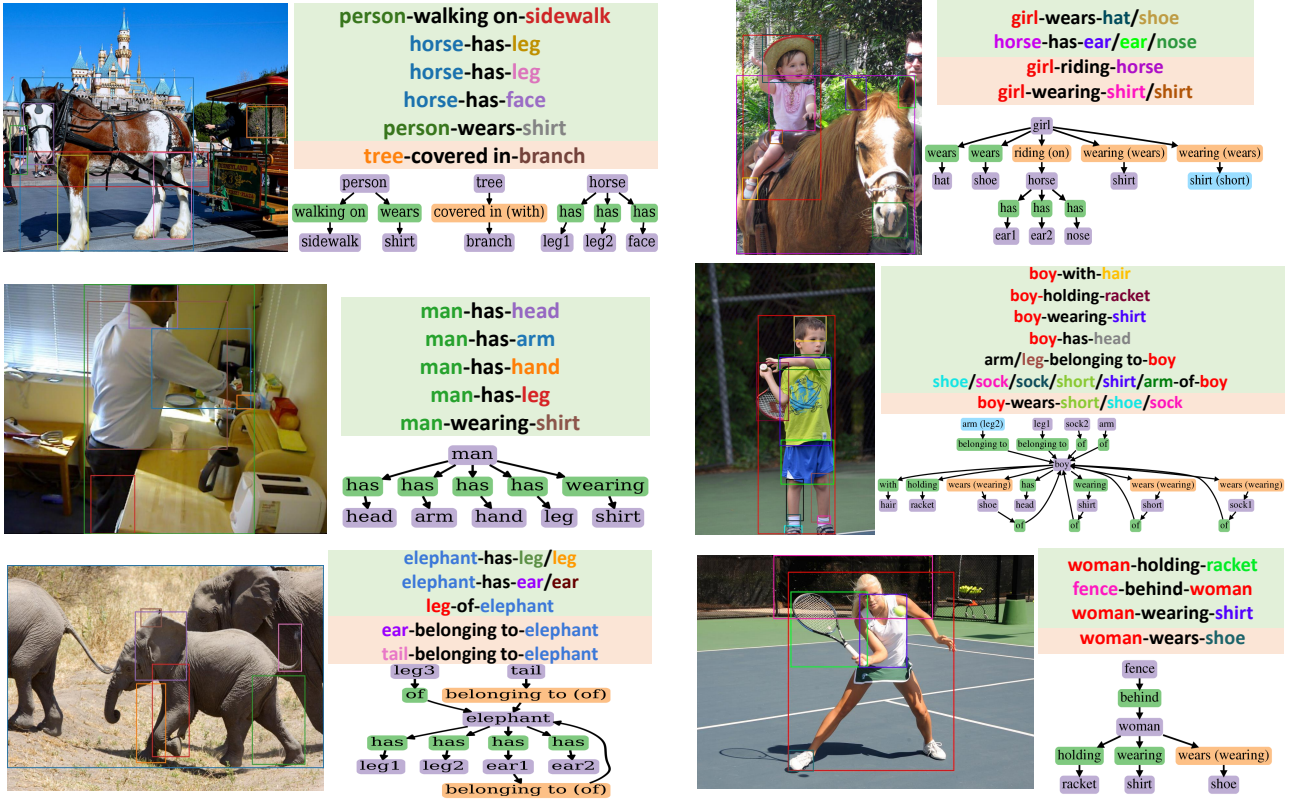 person-walking on-sidewalk
horse-has-leg
horse-has-leg
horse-has-face
person-wears-shirt
tree-covered in-branch
person tree horse
walking on wears covered in (with) has has has
sidewalk shirt branch leg1 leg2 face
girl-wears-hat/shoe
horse-has-ear/ear/nose
girl-riding-horse
girl-wearing-shirt/shirt
girl
wears wears riding (on) wearing (wears) wearing (wears)
hat shoe horse shirt shirt (short)
has has has
ear1 ear2 nose
man-has-head
man-has-arm
man-has-hand
man-has-leg
man-wearing-shirt
man
has has has has wearing
head arm hand leg shirt
boy-with-hair
boy-holding-racket
boy-wearing-shirt
boy-has-head
arm/leg-belonging to-boy
shoe/sock/sock/short/shirt/arm-of-boy
boy-wears-short/shoe/sock
arm (leg2) leg1 sock2 arm
belonging to belonging to of of
boy
with holding wears (wearing) has wearing wears (wearing) wears (wearing)
hair racket shoe head shirt short sock1
of of of of
elephant-has-leg/leg
elephant-has-ear/ear
leg-of-elephant
ear-belonging to-elephant
tail-belonging to-elephant
leg3 tail
of belonging to (of)
elephant
has has has has
leg1 leg2 ear1 ear2
belonging to (of)
woman-holding-racket
fence-behind-woman
woman-wearing-shirt
woman-wears-shoe
fence
behind
woman
holding wearing wears (wearing)
racket shirt shoe